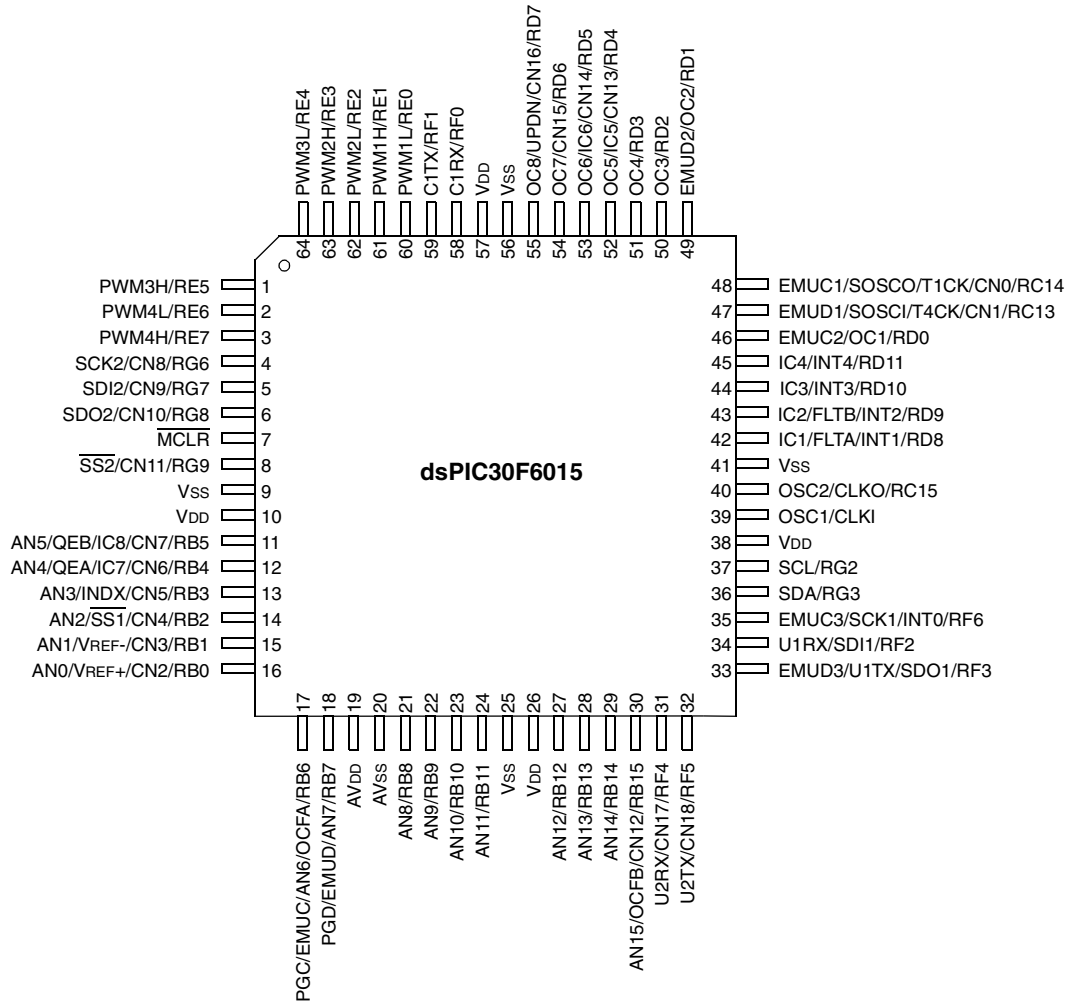 PWM3L/RE4
PWM2H/RE3
PWM2L/RE2
PWM1H/RE1
PWM1L/RE0
C1TX/RF1
C1RX/RF0
VDD
VSS
OC8/UPDN/CN16/RD7
OC7/CN15/RD6
OC6/IC6/CN14/RD5
OC5/IC5/CN13/RD4
OC4/RD3
OC3/RD2
EMUD2/OC2/RD1
64 63 62 61 60 59 58 57 56 55 54 53 52 51 50 49
PWM3H/RE5 1
PWM4L/RE6 2
PWM4H/RE7 3
SCK2/CN8/RG6 4
SDI2/CN9/RG7 5
SDO2/CN10/RG8 6
MCLR 7
SS2/CN11/RG9 8
VSS 9
VDD 10
AN5/QEB/IC8/CN7/RB5 11
AN4/QEA/IC7/CN6/RB4 12
AN3/INDX/CN5/RB3 13
AN2/SS1/CN4/RB2 14
AN1/VREF-/CN3/RB1 15
AN0/VREF+/CN2/RB0 16
dsPIC30F6015
48 EMUC1/SOSCO/T1CK/CN0/RC14
47 EMUD1/SOSCI/T4CK/CN1/RC13
46 EMUC2/OC1/RD0
45 IC4/INT4/RD11
44 IC3/INT3/RD10
43 IC2/FLTB/INT2/RD9
42 IC1/FLTA/INT1/RD8
41 VSS
40 OSC2/CLKO/RC15
39 OSC1/CLKI
38 VDD
37 SCL/RG2
36 SDA/RG3
35 EMUC3/SCK1/INT0/RF6
34 U1RX/SDI1/RF2
33 EMUD3/U1TX/SDO1/RF3
17 18 19 20 21 22 23 24 25 26 27 28 29 30 31 32
PGC/EMUC/AN6/OCFA/RB6
PGD/EMUD/AN7/RB7
AVDD
AVSS
AN8/RB8
AN9/RB9
AN10/RB10
AN11/RB11
VSS
VDD
AN12/RB12
AN13/RB13
AN14/RB14
AN15/OCFB/CN12/RB15
U2RX/CN17/RF4
U2TX/CN18/RF5